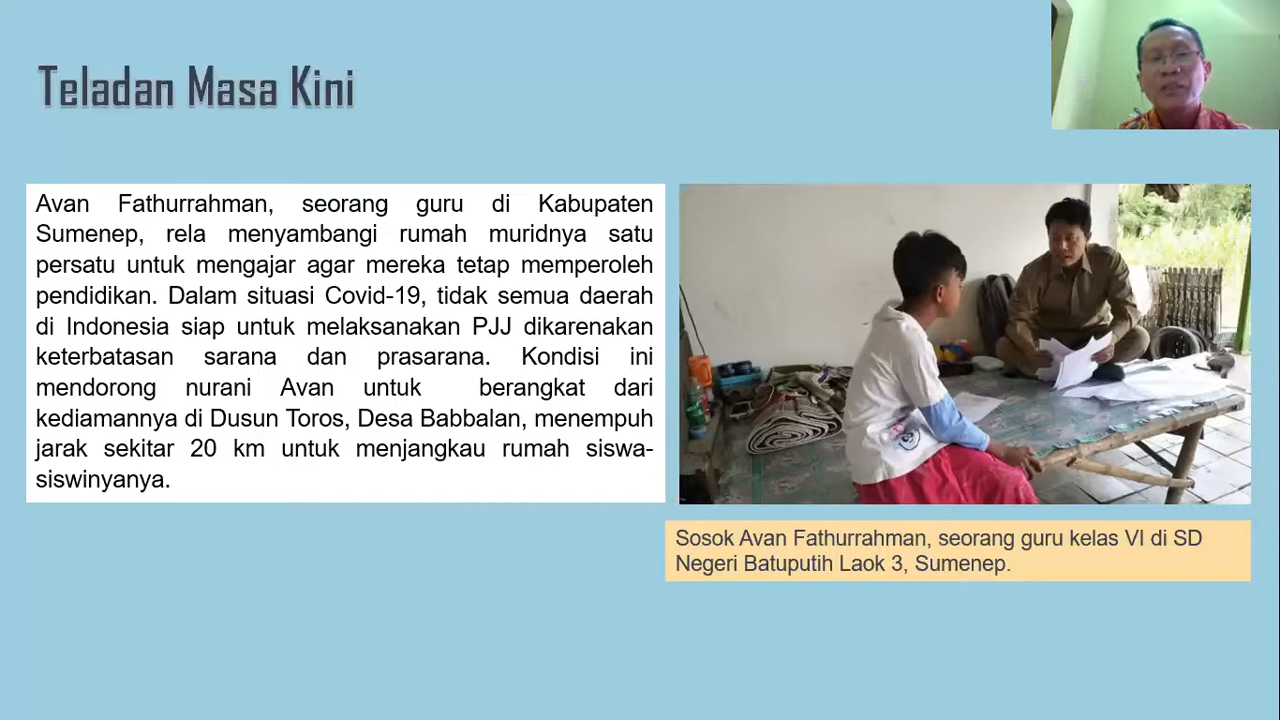 Teladan Masa Kini
Avan Fathurrahman, seorang guru di Kabupaten
Sumenep, rela menyambangi rumah muridnya satu
persatu untuk mengajar agar mereka tetap memperoleh
pendidikan. Dalam situasi Covid-19, tidak semua daerah
di Indonesia siap untuk melaksanakan PJJ dikarenakan
keterbatasan sarana dan prasarana. Kondisi ini
mendorong nurani Avan untuk berangkat dari
kediamannya di Dusun Toros, Desa Babbalan, menempuh
jarak sekitar 20 km untuk menjangkau rumah siswa-
siswinyanya.
Sosok Avan Fathurrahman, seorang guru kelas VI di SD
Negeri Batuputih Laok 3, Sumenep.